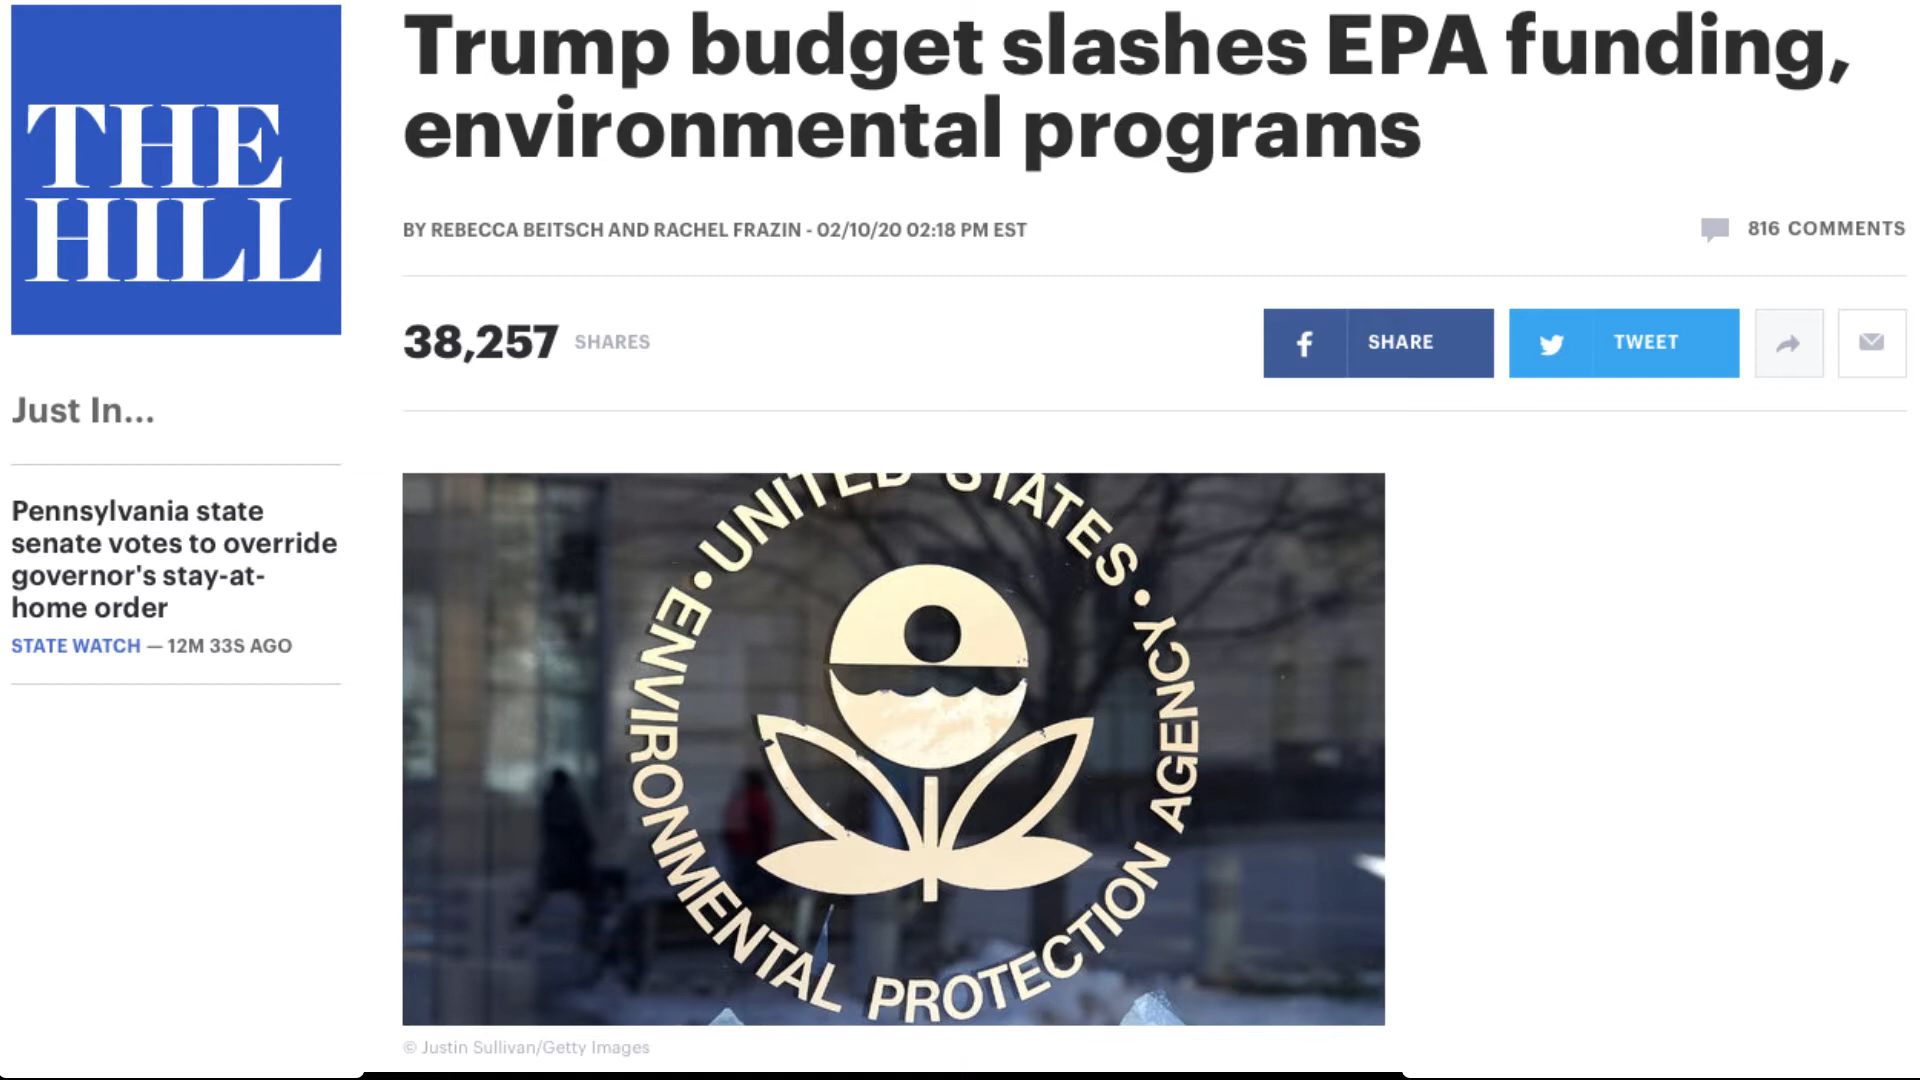 THE
HILL
Trump budget slashes EPA funding,
environmental programs
BY REBECCA BEITSCH AND RACHEL FRAZIN - 02/10/20 02:18 PM EST
816 COMMENTS
38,257 SHARES
SHARE
TWEET
Just In...
Pennsylvania state
senate votes to override
governor's stay-at-
home order
STATE WATCH — 12M 33S AGO
UNITED STATES
ENVIRONMENTAL PROTECTION AGENCY
© Justin Sullivan/Getty Images